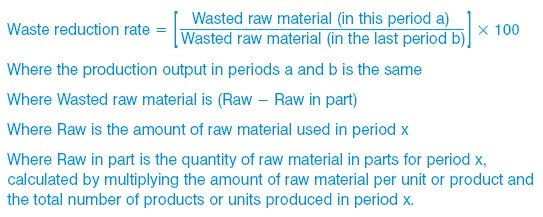 Waste reduction rate = [Wasted raw material (in this period a) / Wasted raw material (in the last period b)] × 100
Where the production output in periods a and b is the same
Where Wasted raw material is (Raw − Raw in part)
Where Raw is the amount of raw material used in period x
Where Raw in part is the quantity of raw material in parts for period x,
calculated by multiplying the amount of raw material per unit or product and
the total number of products or units produced in period x.